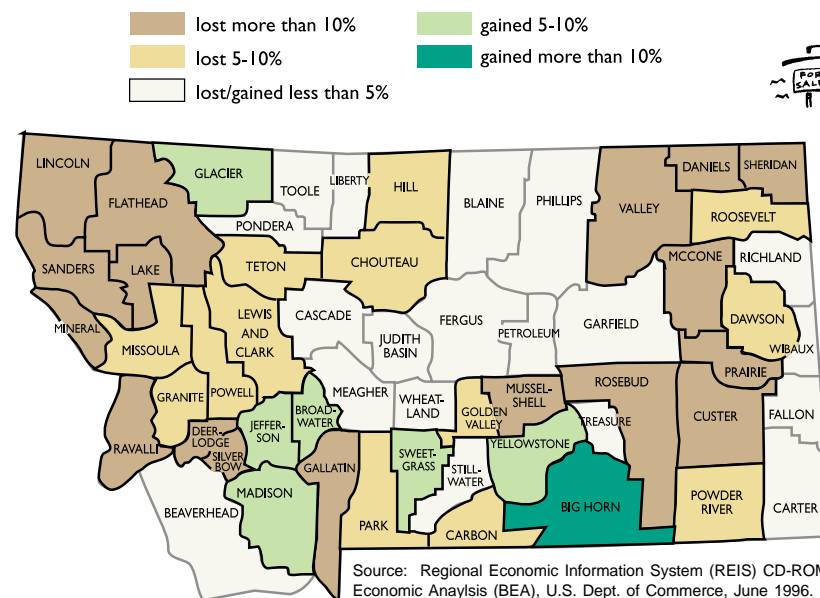 lost more than 10%
gained 5-10%
lost 5-10%
gained more than 10%
lost/gained less than 5%
FOR
SALE
LINCOLN
FLATHEAD
GLACIER
TOOLE
LIBERTY
HILL
BLAINE
PHILLIPS
VALLEY
DANIELS
SHERIDAN
ROOSEVELT
PONDERA
SANDERS
LAKE
TETON
CHOUTEAU
MCCONE
RICHLAND
MINERAL
MISSOULA
LEWIS
AND
CLARK
CASCADE
JUDITH
BASIN
FERGUS
PETROLEUM
GARFIELD
DAWSON
WIBAUX
POWELL
GRANITE
MEAGHER
WHEAT-
LAND
GOLDEN
VALLEY
MUSSEL-
SHELL
ROSEBUD
PRAIRIE
CUSTER
FALLON
RAVALLI
DEER-
LODGE
SILVER
BOW
JEFFER-
SON
BROAD-
WATER
TREASURE
YELLOWSTONE
SWEET-
GRASS
STILL-
WATER
GALLATIN
MADISON
BEAVERHEAD
PARK
CARBON
BIG HORN
POWDER
RIVER
CARTER
Source: Regional Economic Information System (REIS) CD-ROM
Economic Anaylsis (BEA), U.S. Dept. of Commerce, June 1996.